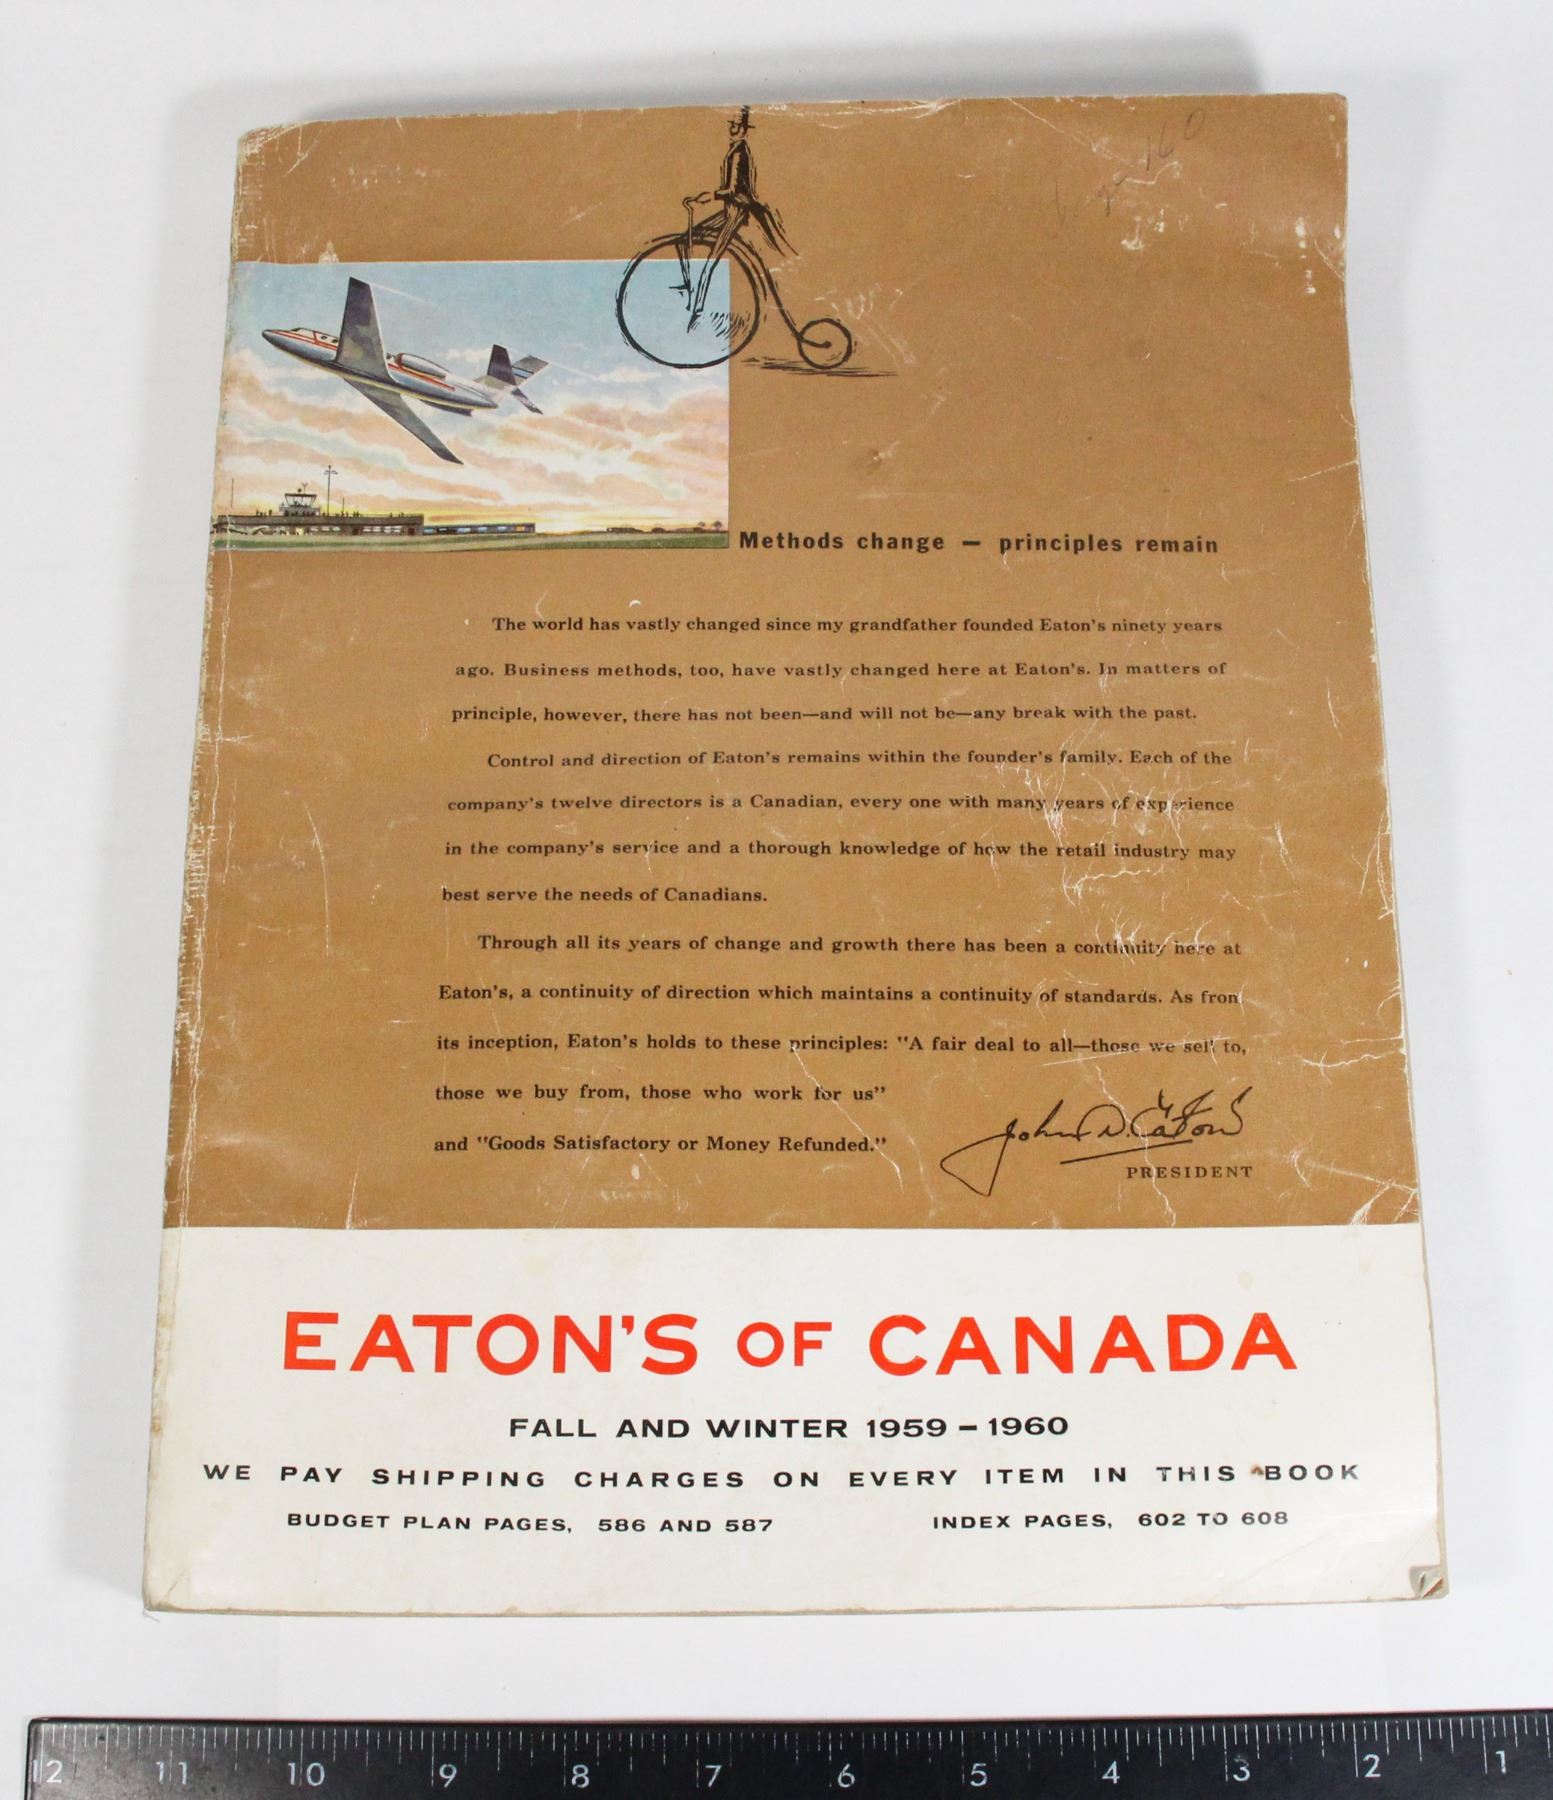 160
Methods change — principles remain
The world has vastly changed since my grandfather founded Eaton's ninety years
ago. Business methods, too, have vastly changed here at Eaton's. In matters of
principle, however, there has not been—and will not be—any break with the past.
Control and direction of Eaton's remains within the founder's family. Each of the
company's twelve directors is a Canadian, every one with many years of experience
in the company's service and a thorough knowledge of how the retail industry may
best serve the needs of Canadians.
Through all its years of change and growth there has been a continuity here at
Eaton's, a continuity of direction which maintains a continuity of standards. As from
its inception, Eaton's holds to these principles: "A fair deal to all—those we sell to,
those we buy from, those who work for us"
and "Goods Satisfactory or Money Refunded."
John D. Eaton
PRESIDENT
EATON'S OF CANADA
FALL AND WINTER 1959 – 1960
WE PAY SHIPPING CHARGES ON EVERY ITEM IN THIS BOOK
BUDGET PLAN PAGES, 586 AND 587 INDEX PAGES, 602 TO 608
12 11 10 9 8 7 6 5 4 3 2 1